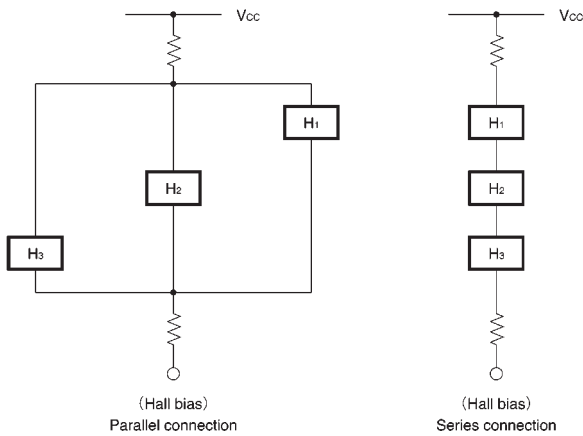 Vcc
H1
H2
H3
(Hall bias)
Parallel connection
Vcc
H1
H2
H3
(Hall bias)
Series connection